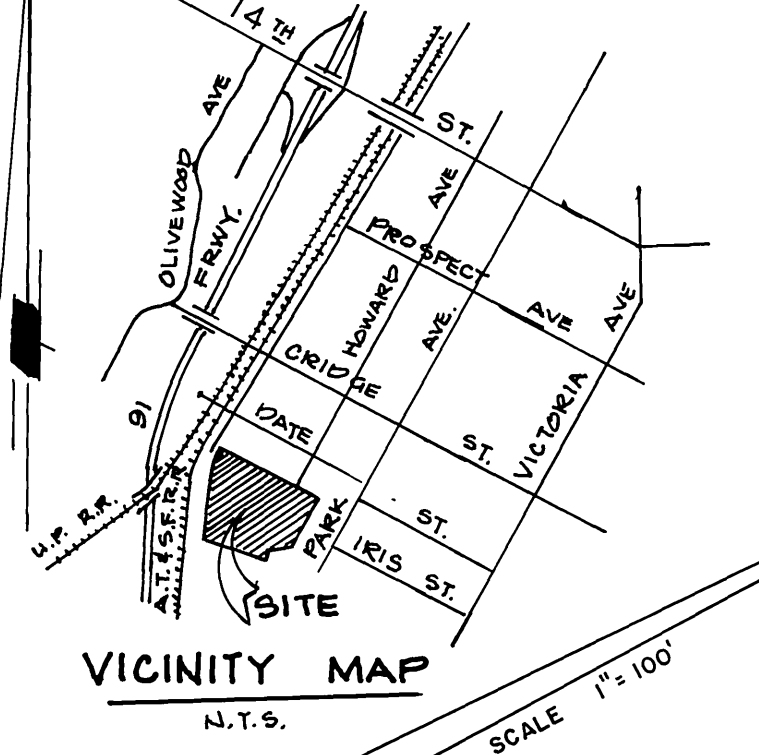 14TH ST.
OLIVEWOOD AVE
91 FRWY.
PROSPECT AVE
HOWARD AVE
CRIDGE ST.
VICTORIA AVE
DATE ST.
PARK AVE.
IRIS ST.
U.P. R.R.
A.T. & S.F. R.R.
SITE
VICINITY MAP
N.T.S.
SCALE 1"= 100'